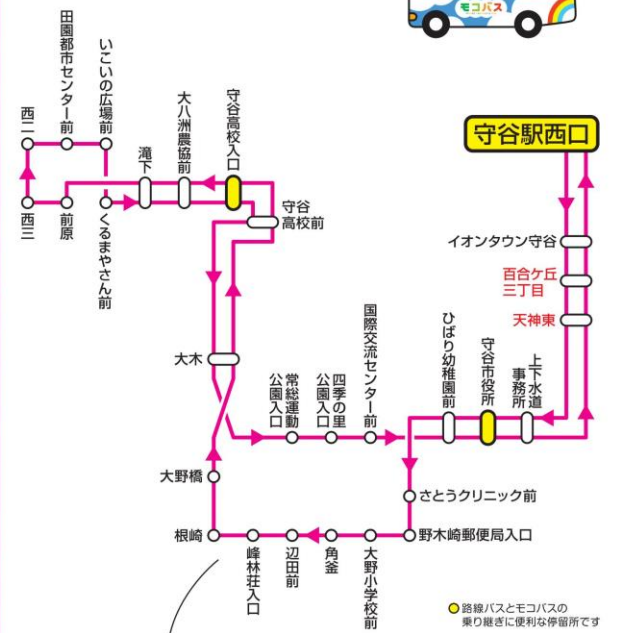 モコバス
守谷駅西口
イオンタウン守谷
百合ケ丘
三丁目
天神東
上下水道
事務所
守谷市役所
ひばり幼稚園前
さとうクリニック前
野木崎郵便局入口
大野小学校前
角釜
辺田前
峰林荘入口
根崎
大野橋
大木
守谷
高校前
守谷高校入口
大八洲農協前
滝下
前原
西三
西二
田園都市センター前
いこいの広場前
くるまやさん前
常総運動
公園入口
四季の里
公園入口
国際交流センター前
路線バスとモコバスの
乗り継ぎに便利な停留所です